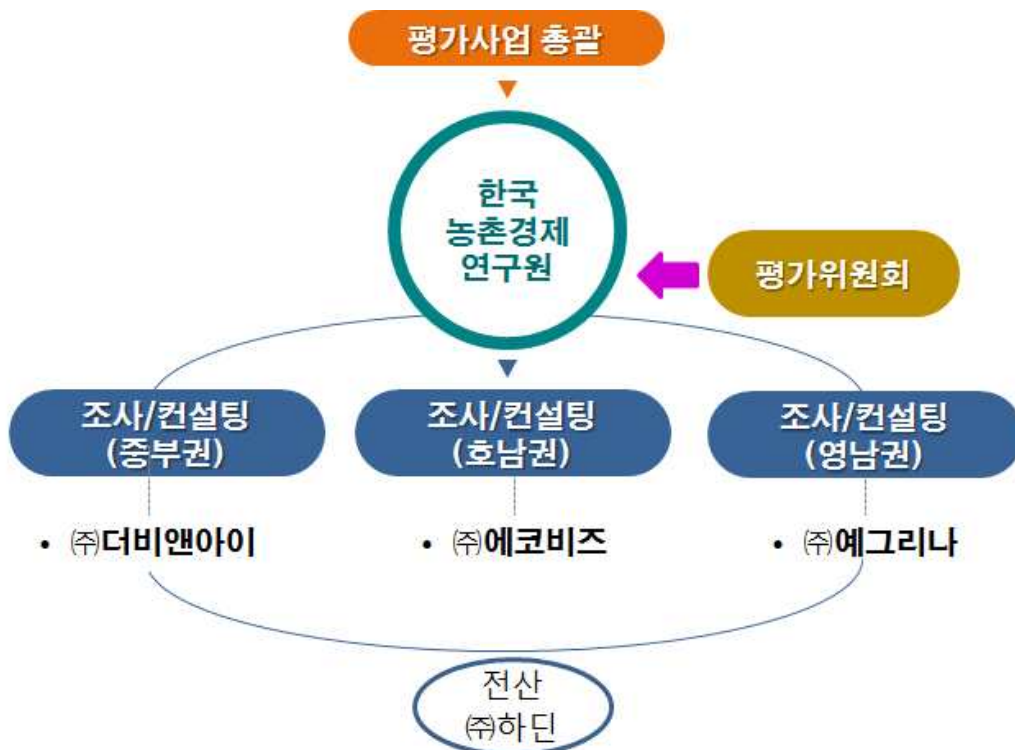 평가사업 총괄
한국
농촌경제
연구원
평가위원회
조사/컨설팅
(중부권)
조사/컨설팅
(호남권)
조사/컨설팅
(영남권)
• ㈜더비앤아이
• ㈜에코비즈
• ㈜예그리나
전산
㈜하딘